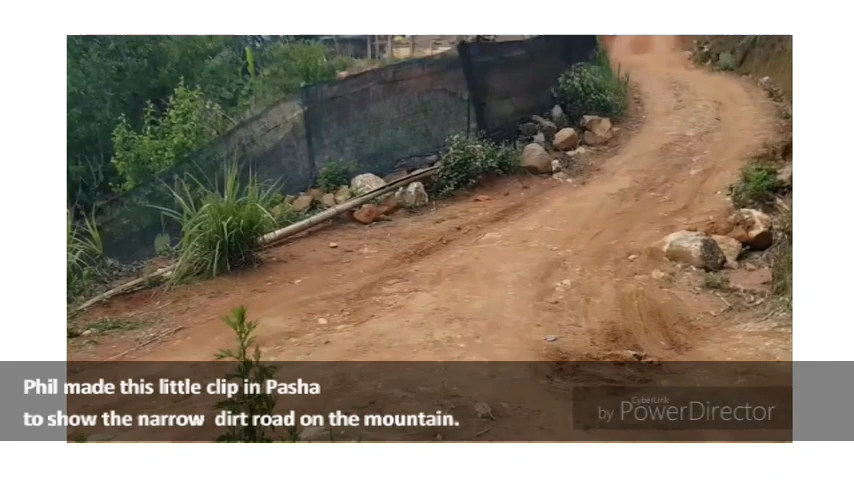 Phil made this little clip in Pasha
to show the narrow dirt road on the mountain.
CyberLink
by PowerDirector